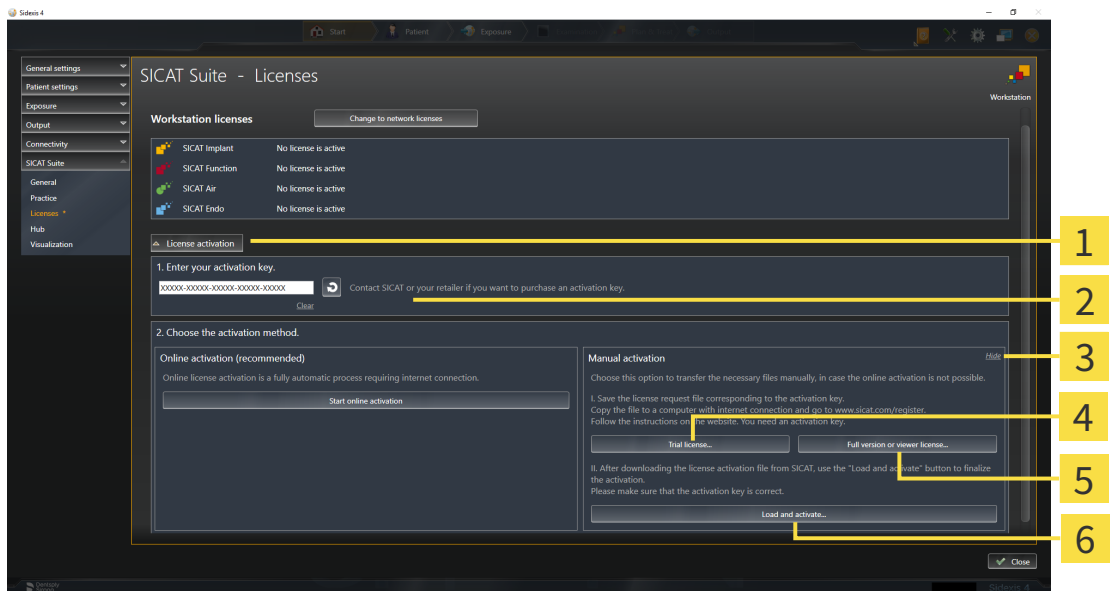 Sidexis 4
Start
Patient
Exposure
General settings
Patient settings
Exposure
Output
Connectivity
SICAT Suite
General
Practice
Licenses *
Hub
Visualization
SICAT Suite - Licenses
Workstation
Workstation licenses
Change to network licenses
SICAT Implant No license is active
SICAT Function No license is active
SICAT Air No license is active
SICAT Endo No license is active
License activation
1. Enter your activation key.
XXXXX-XXXXX-XXXXX-XXXXX-XXXXX
Contact SICAT or your retailer if you want to purchase an activation key.
Clear
2. Choose the activation method.
Online activation (recommended)
Online license activation is a fully automatic process requiring internet connection.
Start online activation
Manual activation
Hide
Choose this option to transfer the necessary files manually, in case the online activation is not possible.
I. Save the license request file corresponding to the activation key.
Copy the file to a computer with internet connection and go to www.sicat.com/register.
Follow the instructions on the website. You need an activation key.
Trial license...
Full version or viewer license...
II. After downloading the license activation file from SICAT, use the "Load and activate" button to finalize
the activation.
Please make sure that the activation key is correct.
Load and activate...
Close
Dentsply
Sirona
Sidexis 4
1
2
3
4
5
6